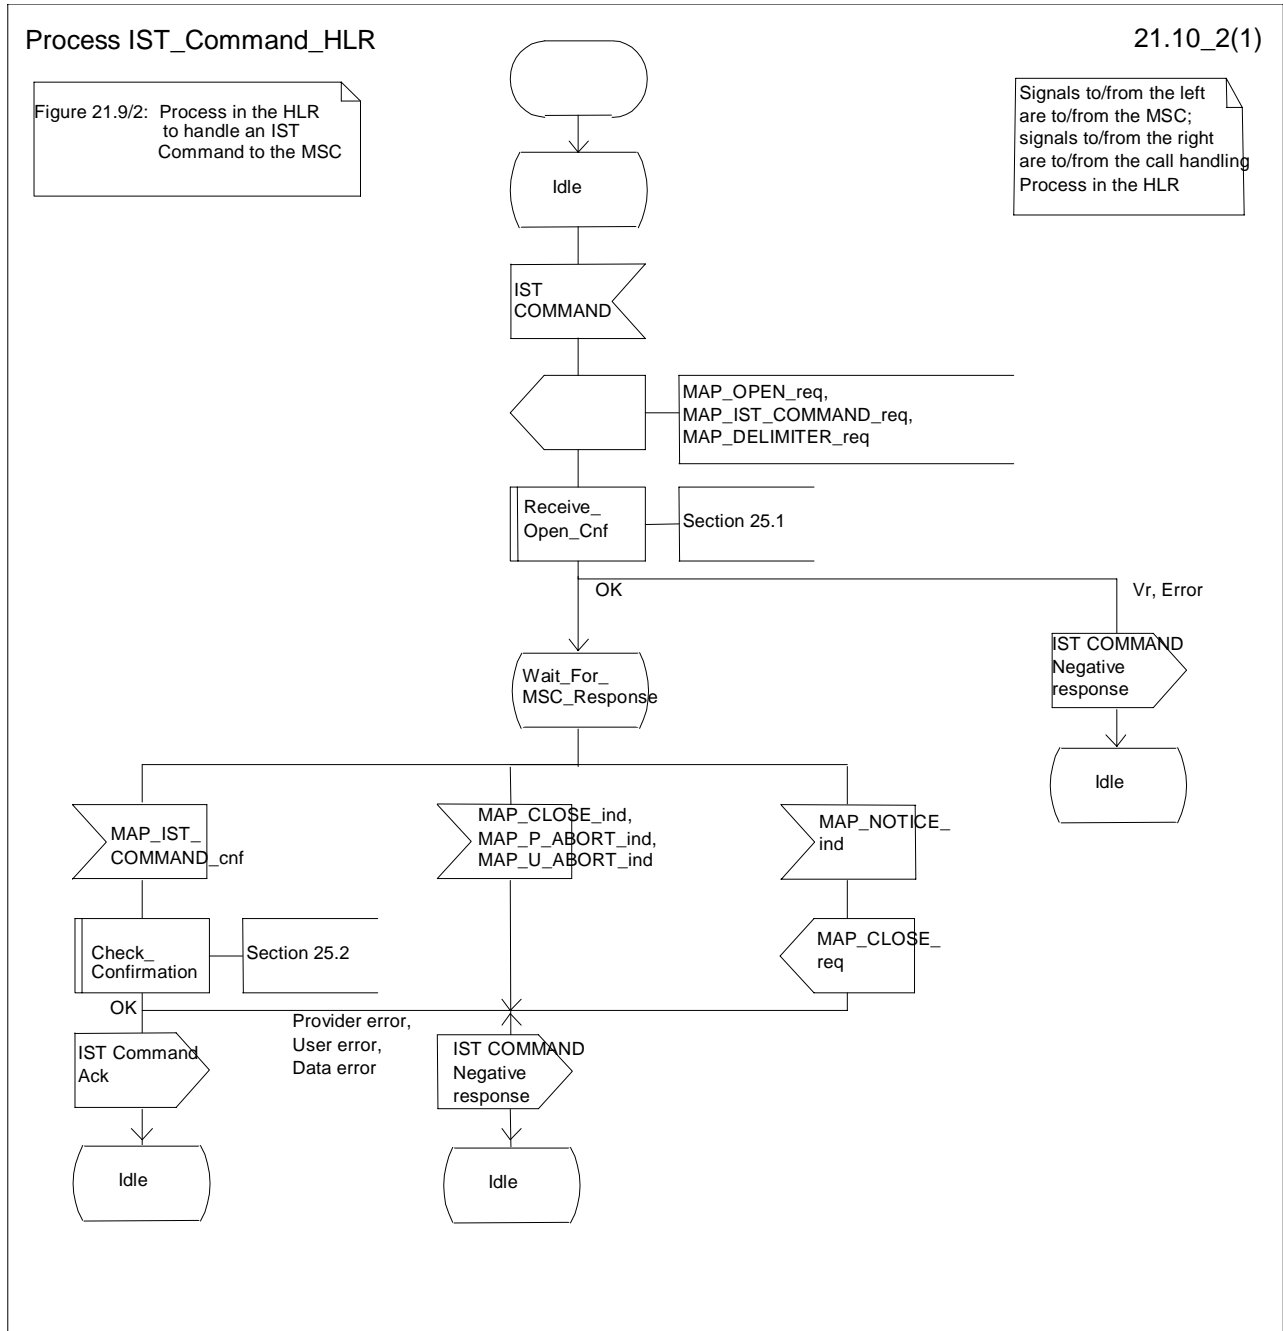 Process IST_Command_HLR
21.10_2(1)
Figure 21.9/2: Process in the HLR
to handle an IST
Command to the MSC
Signals to/from the left
are to/from the MSC;
signals to/from the right
are to/from the call handling
Process in the HLR
Idle
IST
COMMAND
MAP_OPEN_req,
MAP_IST_COMMAND_req,
MAP_DELIMITER_req
Receive_
Open_Cnf
Section 25.1
OK
Vr, Error
IST COMMAND
Negative
response
Wait_For_
MSC_Response
Idle
MAP_IST_
COMMAND_cnf
MAP_CLOSE_ind,
MAP_P_ABORT_ind,
MAP_U_ABORT_ind
MAP_NOTICE_
ind
Check_
Confirmation
Section 25.2
MAP_CLOSE_
req
OK
Provider error,
User error,
Data error
IST Command
Ack
IST COMMAND
Negative
response
Idle
Idle